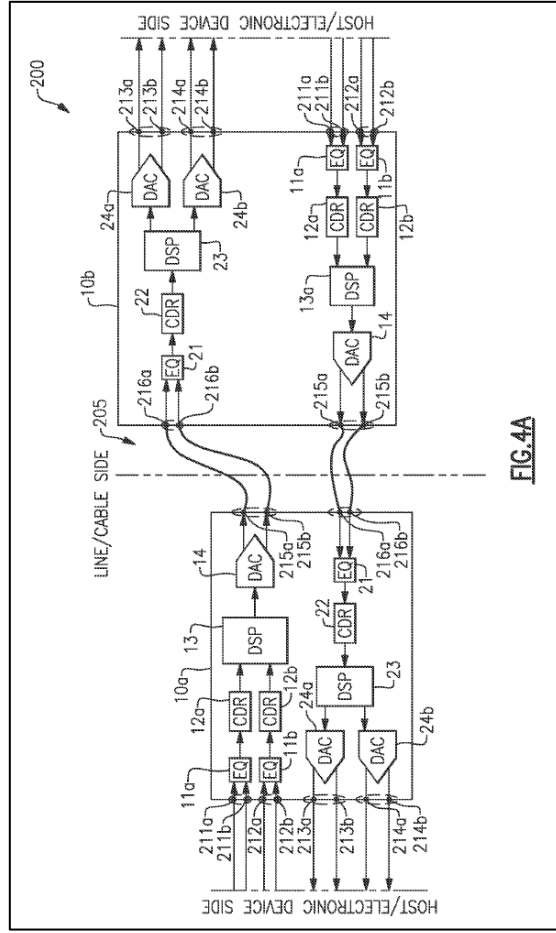 200
HOST/ELECTRONIC DEVICE SIDE
213a
213b
214a
214b
24a
DAC
DAC
24b
10b
22
DSP
23
CDR
21
EQ
216a
216b
211a
211b
212a
212b
11a
EQ
EQ
11b
12a
CDR
CDR
12b
13a
DSP
14
DAC
215a
215b
HOST/ELECTRONIC DEVICE SIDE
205
LINE/CABLE SIDE
10a
13
14
DAC
215a
215b
DSP
12a
CDR
CDR
12b
11a
EQ
EQ
11b
211a
211b
212a
212b
216a
216b
EQ
21
22
CDR
DSP
23
24a
DAC
DAC
24b
213a
213b
214a
214b
HOST/ELECTRONIC DEVICE SIDE
FIG.4A